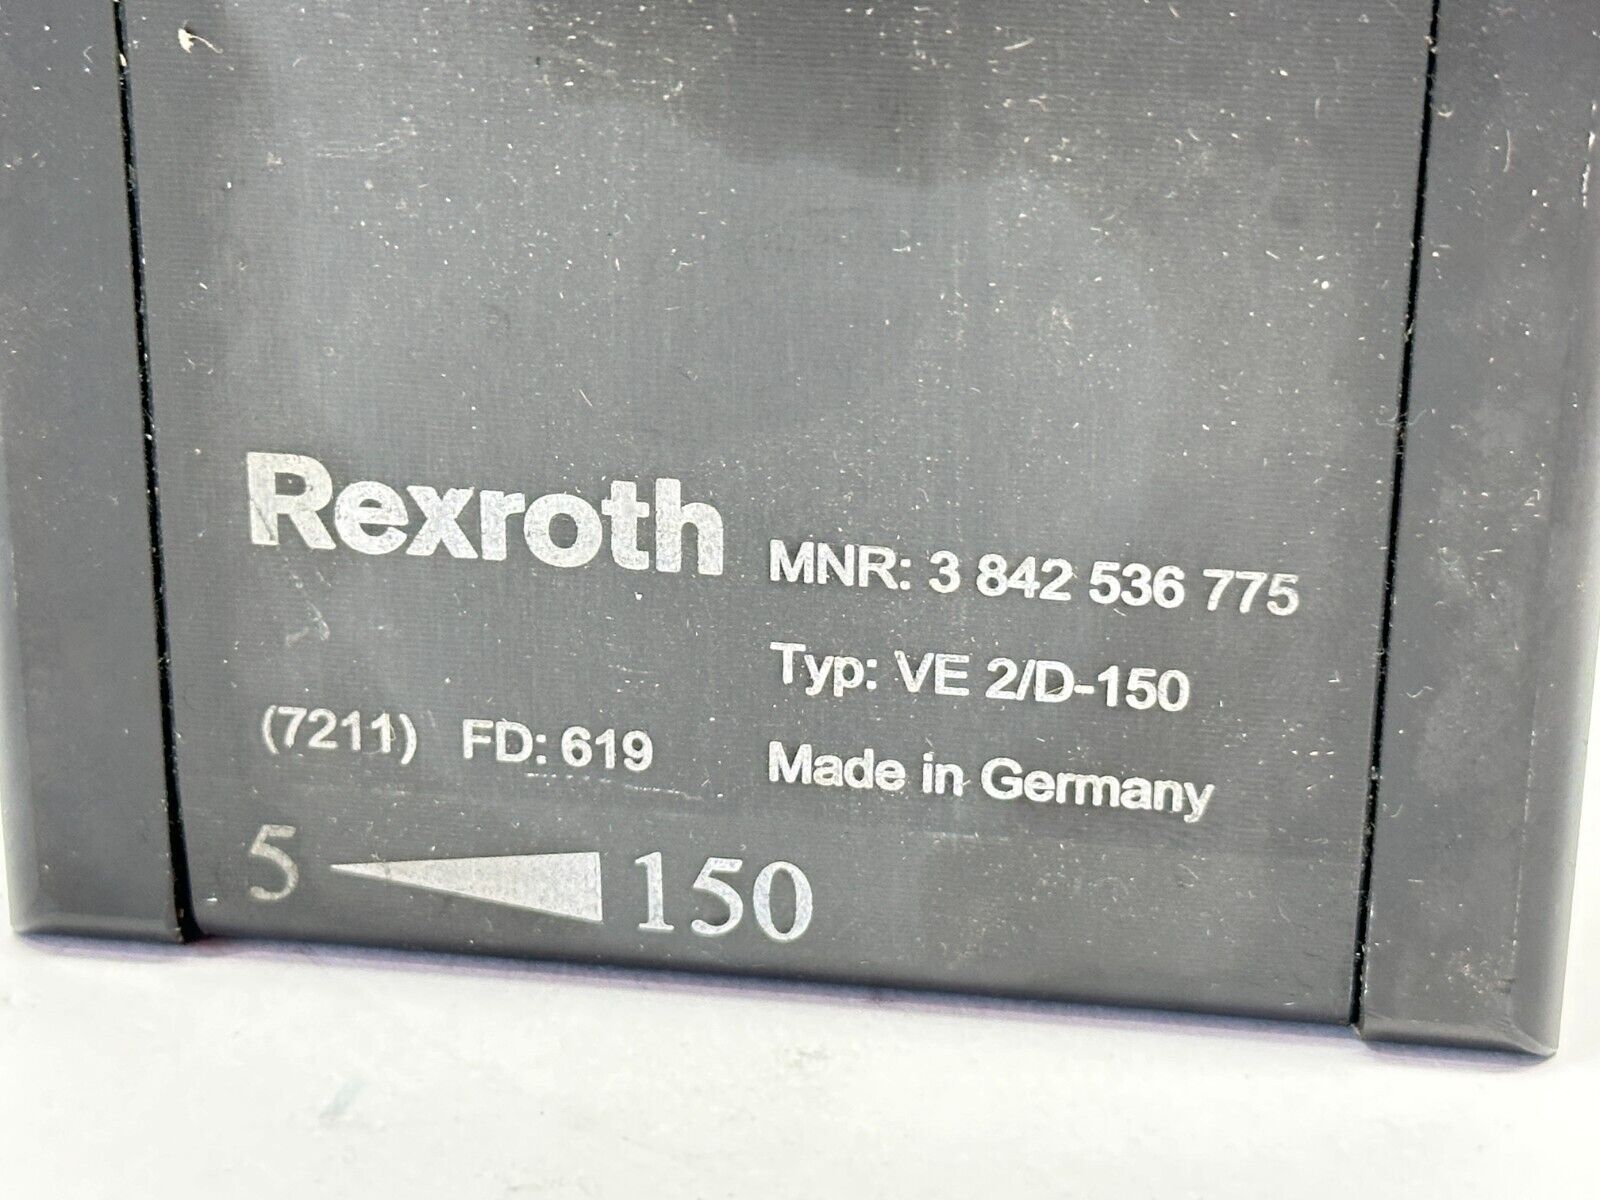 Rexroth
MNR: 3 842 536 775
Typ: VE 2/D-150
(7211) FD: 619
Made in Germany
5 150